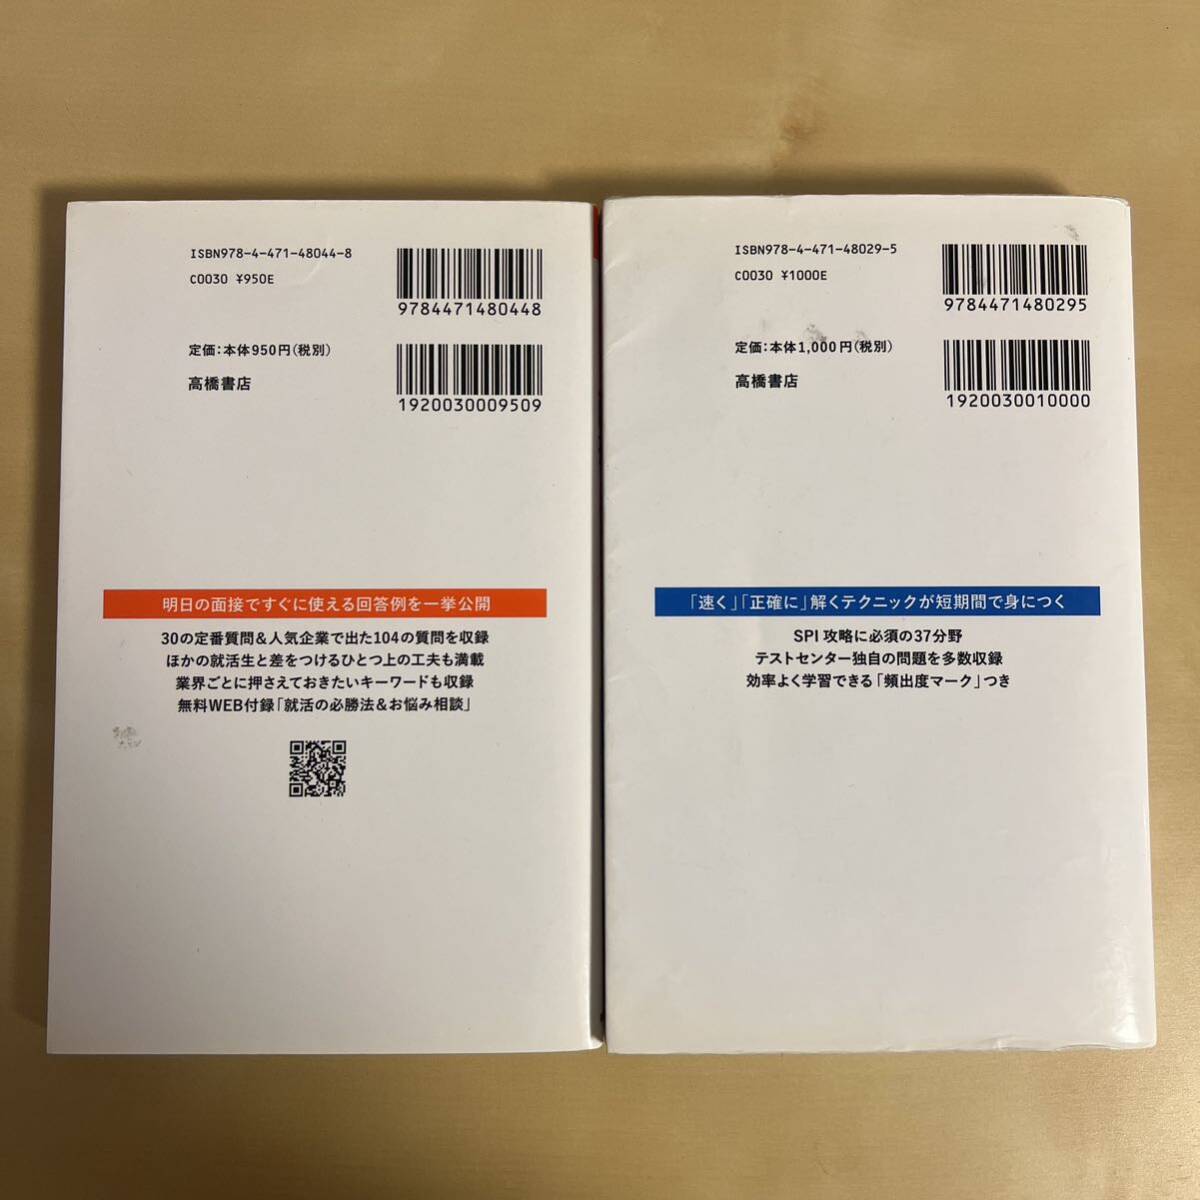 ISBN978-4-471-48044-8
C0030 ¥950E
9784471480448
定価:本体950円(税別)
高橋書店
1920030009509
明日の面接ですぐに使える回答例を一挙公開
30の定番質問&人気企業で出た104の質問を収録
ほかの就活生と差をつけるひとつ上の工夫も満載
業界ごとに押さえておきたいキーワードも収録
無料WEB付録「就活の必勝法&お悩み相談」
ISBN978-4-471-48029-5
C0030 ¥1000E
9784471480295
定価:本体1,000円(税別)
高橋書店
1920030010000
「速く」「正確に」解くテクニックが短期間で身につく
SPI 攻略に必須の37分野
テストセンター独自の問題を多数収録
効率よく学習できる「頻出度マーク」つき